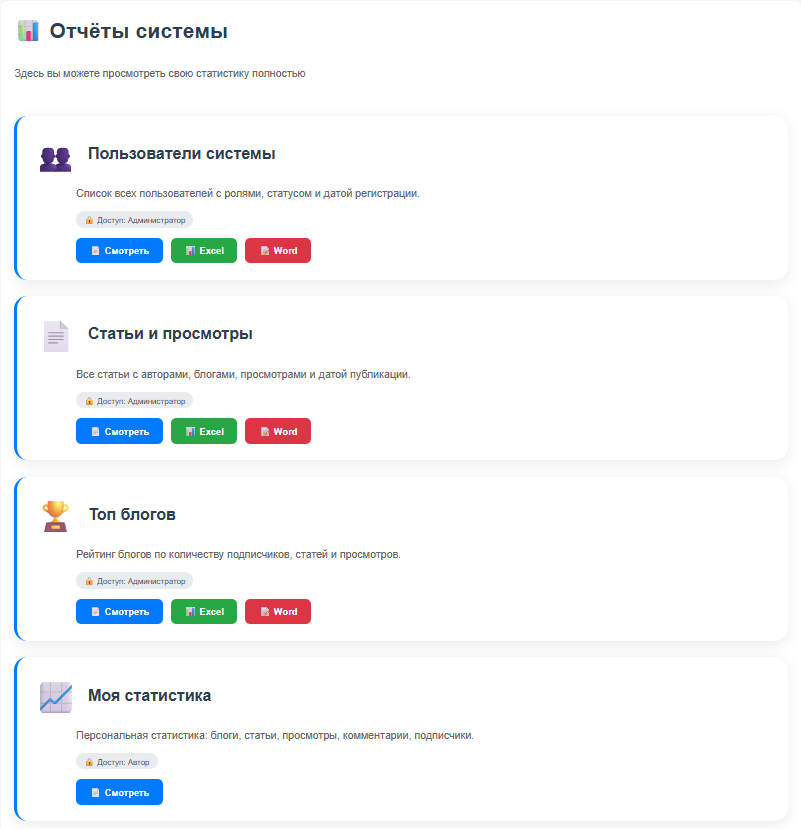 Отчёты системы
Здесь вы можете просмотреть свою статистику полностью
Пользователи системы
Список всех пользователей с ролями, статусом и датой регистрации.
Доступ: Администратор
Смотреть Excel Word
Статьи и просмотры
Все статьи с авторами, блогами, просмотрами и датой публикации.
Доступ: Администратор
Смотреть Excel Word
Топ блогов
Рейтинг блогов по количеству подписчиков, статей и просмотров.
Доступ: Администратор
Смотреть Excel Word
Моя статистика
Персональная статистика: блоги, статьи, просмотры, комментарии, подписчики.
Доступ: Автор
Смотреть